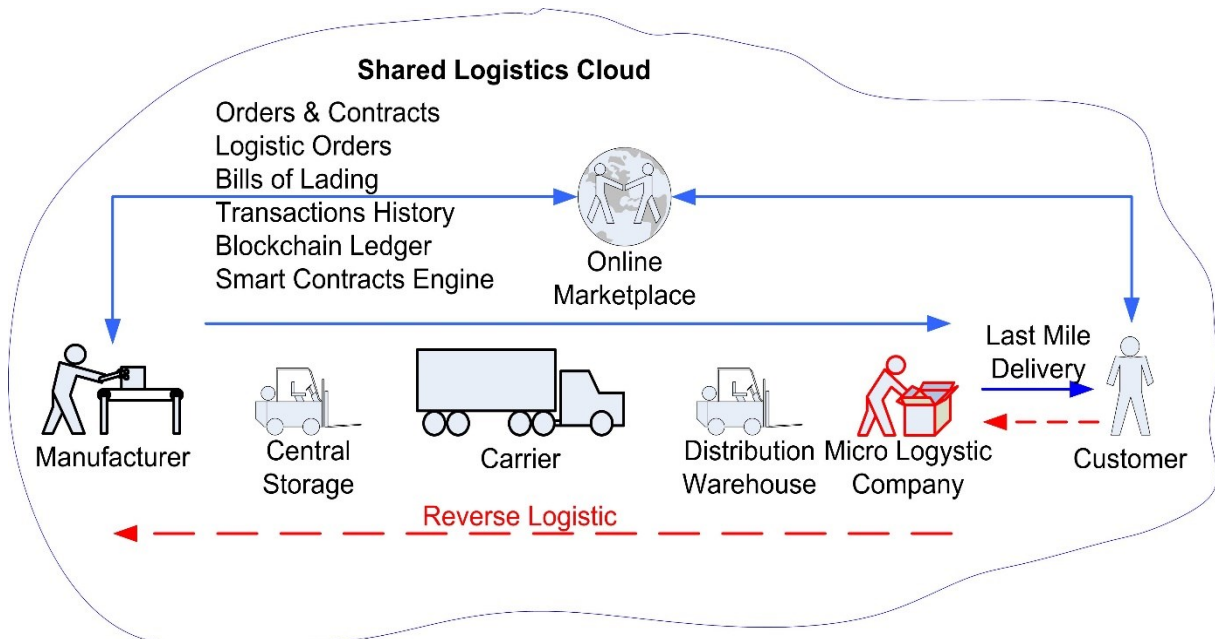 Shared Logistics Cloud
Orders & Contracts
Logistic Orders
Bills of Lading
Transactions History
Blockchain Ledger
Smart Contracts Engine
Online
Marketplace
Last Mile
Delivery
Manufacturer
Central
Storage
Carrier
Distribution
Warehouse
Micro Logystic
Company
Customer
Reverse Logistic